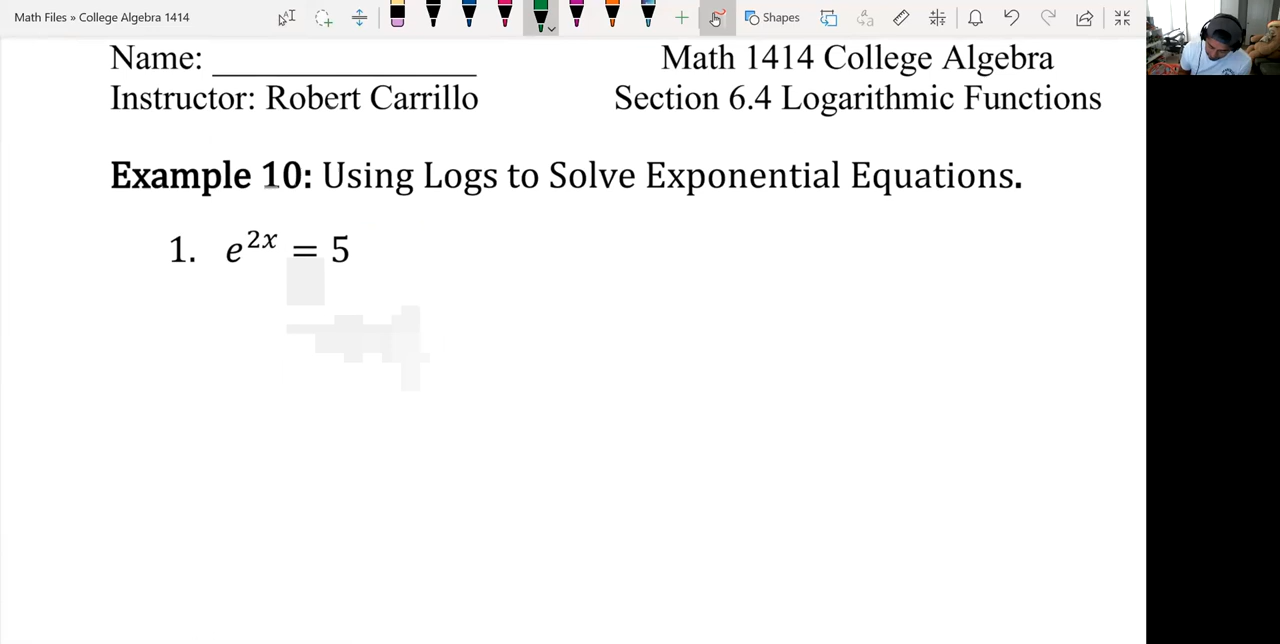 Math Files » College Algebra 1414
Shapes
Name: ____________________
Math 1414 College Algebra
Instructor: Robert Carrillo
Section 6.4 Logarithmic Functions
Example 10: Using Logs to Solve Exponential Equations.
1. e^{2x} = 5